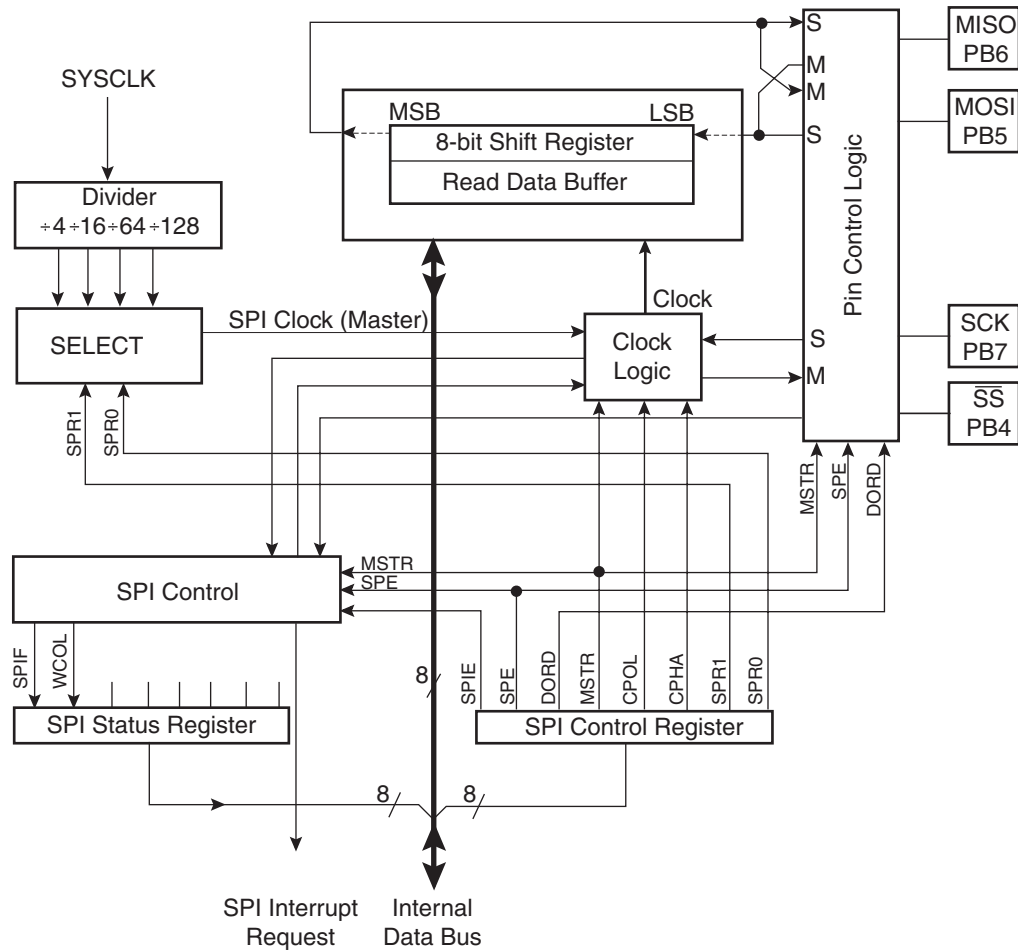 SYSCLK
Divider
÷4÷16÷64÷128
SELECT
SPR1
SPR0
SPI Clock (Master)
MSB
LSB
8-bit Shift Register
Read Data Buffer
Clock
Clock
Logic
S
M
M
S
S
M
Pin Control Logic
MISO
PB6
MOSI
PB5
SCK
PB7
S̅S̅
PB4
MSTR
SPE
DORD
SPI Control
MSTR
SPE
SPIF
WCOL
SPI Status Register
8
SPIE
SPE
DORD
MSTR
CPOL
CPHA
SPR1
SPR0
SPI Control Register
8
8
SPI Interrupt
Request
Internal
Data Bus